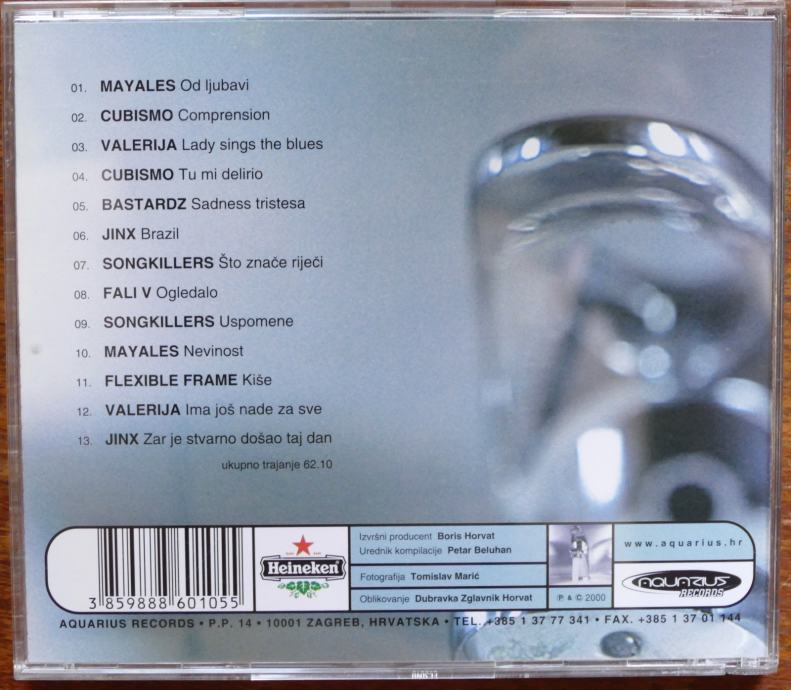 01. MAYALES Od ljubavi
02. CUBISMO Comprension
03. VALERIJA Lady sings the blues
04. CUBISMO Tu mi delirio
05. BASTARDZ Sadness tristesa
06. JINX Brazil
07. SONGKILLERS Što znače riječi
08. FALI V Ogledalo
09. SONGKILLERS Uspomene
10. MAYALES Nevinost
11. FLEXIBLE FRAME Kiše
12. VALERIJA Ima još nade za sve
13. JINX Zar je stvarno došao taj dan
ukupno trajanje 62.10
3 859888 601055
Heineken
Izvršni producent Boris Horvat
Urednik kompilacije Petar Beluhan
Fotografija Tomislav Marić
Oblikovanje Dubravka Zglavnik Horvat
℗ & © 2000
www.aquarius.hr
AQUARIUS
RECORDS
AQUARIUS RECORDS • P.P. 14 • 10001 ZAGREB, HRVATSKA • TEL. +385 1 37 77 341 • FAX. +385 1 37 01 144